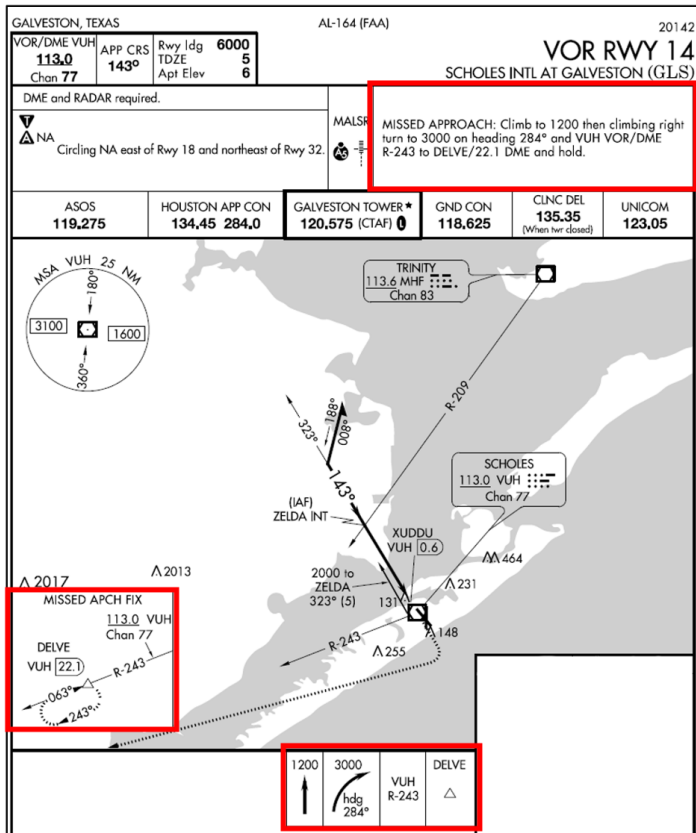 GALVESTON, TEXAS
AL-164 (FAA)
20142
VOR/DME VUH
113.0
Chan 77
APP CRS
143°
Rwy ldg 6000
TDZE 5
Apt Elev 6
VOR RWY 14
SCHOLES INTL AT GALVESTON (GLS)
DME and RADAR required.
T
A NA
Circling NA east of Rwy 18 and northeast of Rwy 32.
MALSR
A5
MISSED APPROACH: Climb to 1200 then climbing right
turn to 3000 on heading 284° and VUH VOR/DME
R-243 to DELVE/22.1 DME and hold.
ASOS
119.275
HOUSTON APP CON
134.45 284.0
GALVESTON TOWER★
120.575 (CTAF) L
GND CON
118.625
CLNC DEL
135.35
(When twr closed)
UNICOM
123.05
MSA VUH 25 NM
180°
3100
1600
360°
TRINITY
113.6 MHF
Chan 83
R-209
323°
188°
008°
143°
(IAF)
ZELDA INT
SCHOLES
113.0 VUH
Chan 77
XUDDU
VUH 0.6
464
2017
2013
2000 to
ZELDA
323° (5)
131
231
148
R-243
255
MISSED APCH FIX
113.0 VUH
Chan 77
DELVE
VUH 22.1
R-243
063°
243°
1200
3000
hdg
284°
VUH
R-243
DELVE